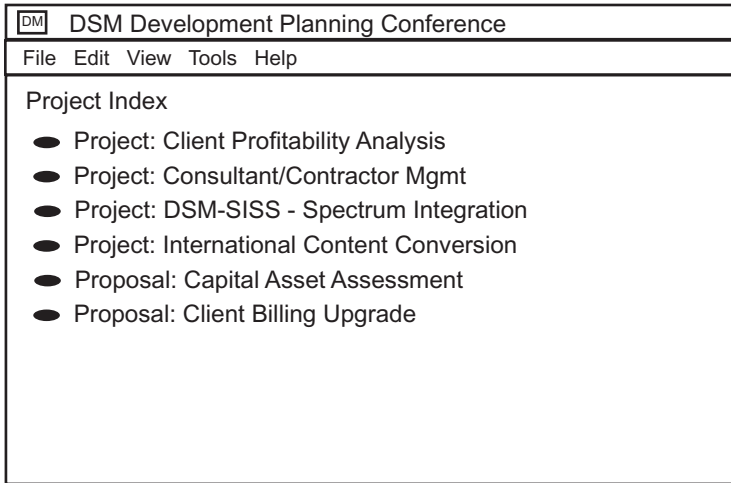 DM DSM Development Planning Conference
File Edit View Tools Help
Project Index
Project: Client Profitability Analysis
Project: Consultant/Contractor Mgmt
Project: DSM-SISS - Spectrum Integration
Project: International Content Conversion
Proposal: Capital Asset Assessment
Proposal: Client Billing Upgrade